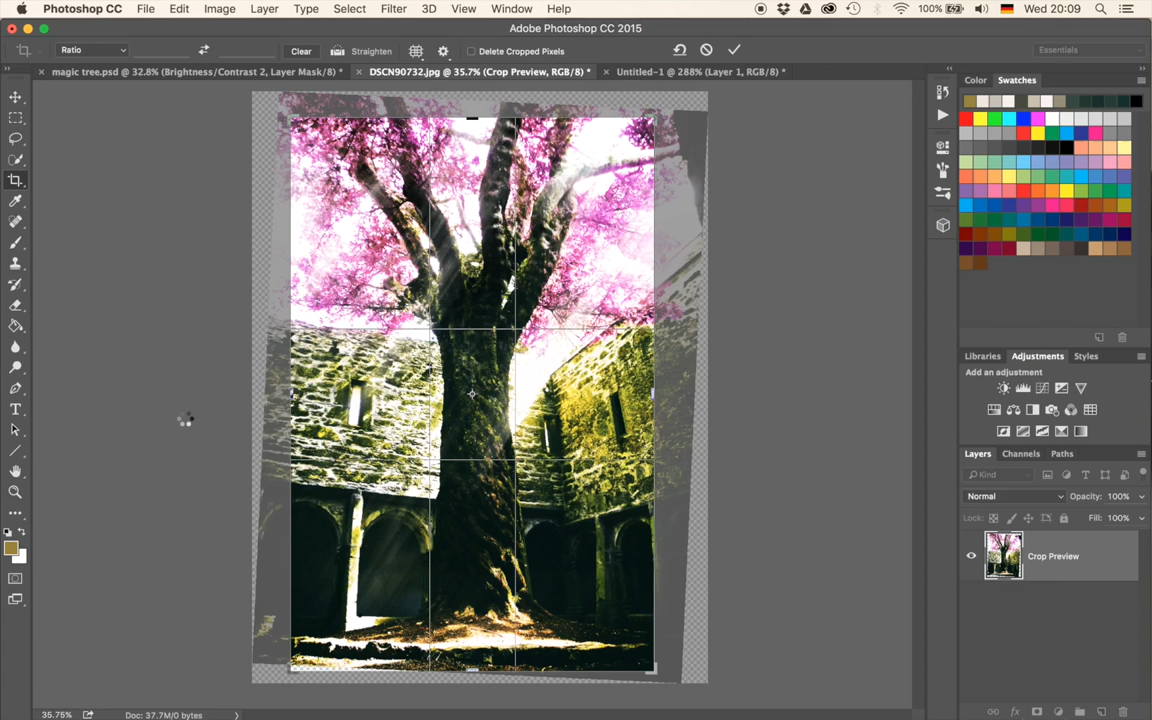 Photoshop CC File Edit Image Layer Type Select Filter 3D View Window Help 100% Wed 20:09
Adobe Photoshop CC 2015
Ratio Clear Straighten Delete Cropped Pixels Essentials
magic tree.psd @ 32.8% (Brightness/Contrast 2, Layer Mask/8) * DSCN90732.jpg @ 35.7% (Crop Preview, RGB/8) * Untitled-1 @ 288% (Layer 1, RGB/8) *
Color Swatches
Libraries Adjustments Styles
Add an adjustment
Layers Channels Paths
Kind
Normal Opacity: 100%
Lock: Fill: 100%
Crop Preview
35.75% Doc: 37.7M/0 bytes